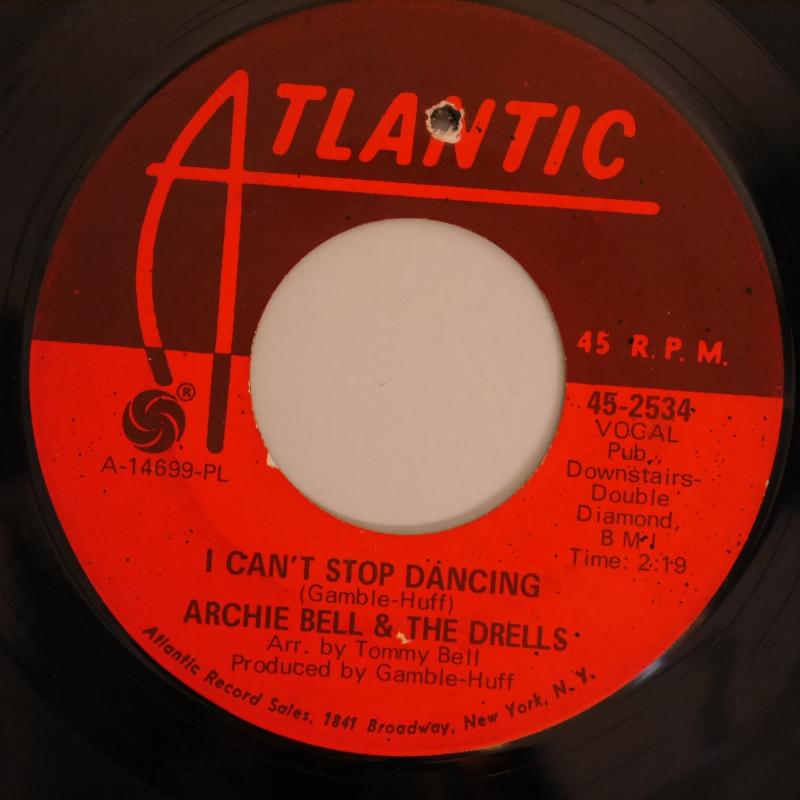 ATLANTIC
45 R.P.M.
®
A-14699-PL
45-2534
VOCAL
Pub.,
Downstairs-
Double
Diamond,
BMI
Time: 2:19
I CAN'T STOP DANCING
(Gamble-Huff)
ARCHIE BELL & THE DRELLS
Arr. by Tommy Bell
Produced by Gamble-Huff
Atlantic Record Sales, 1841 Broadway, New York, N.Y.